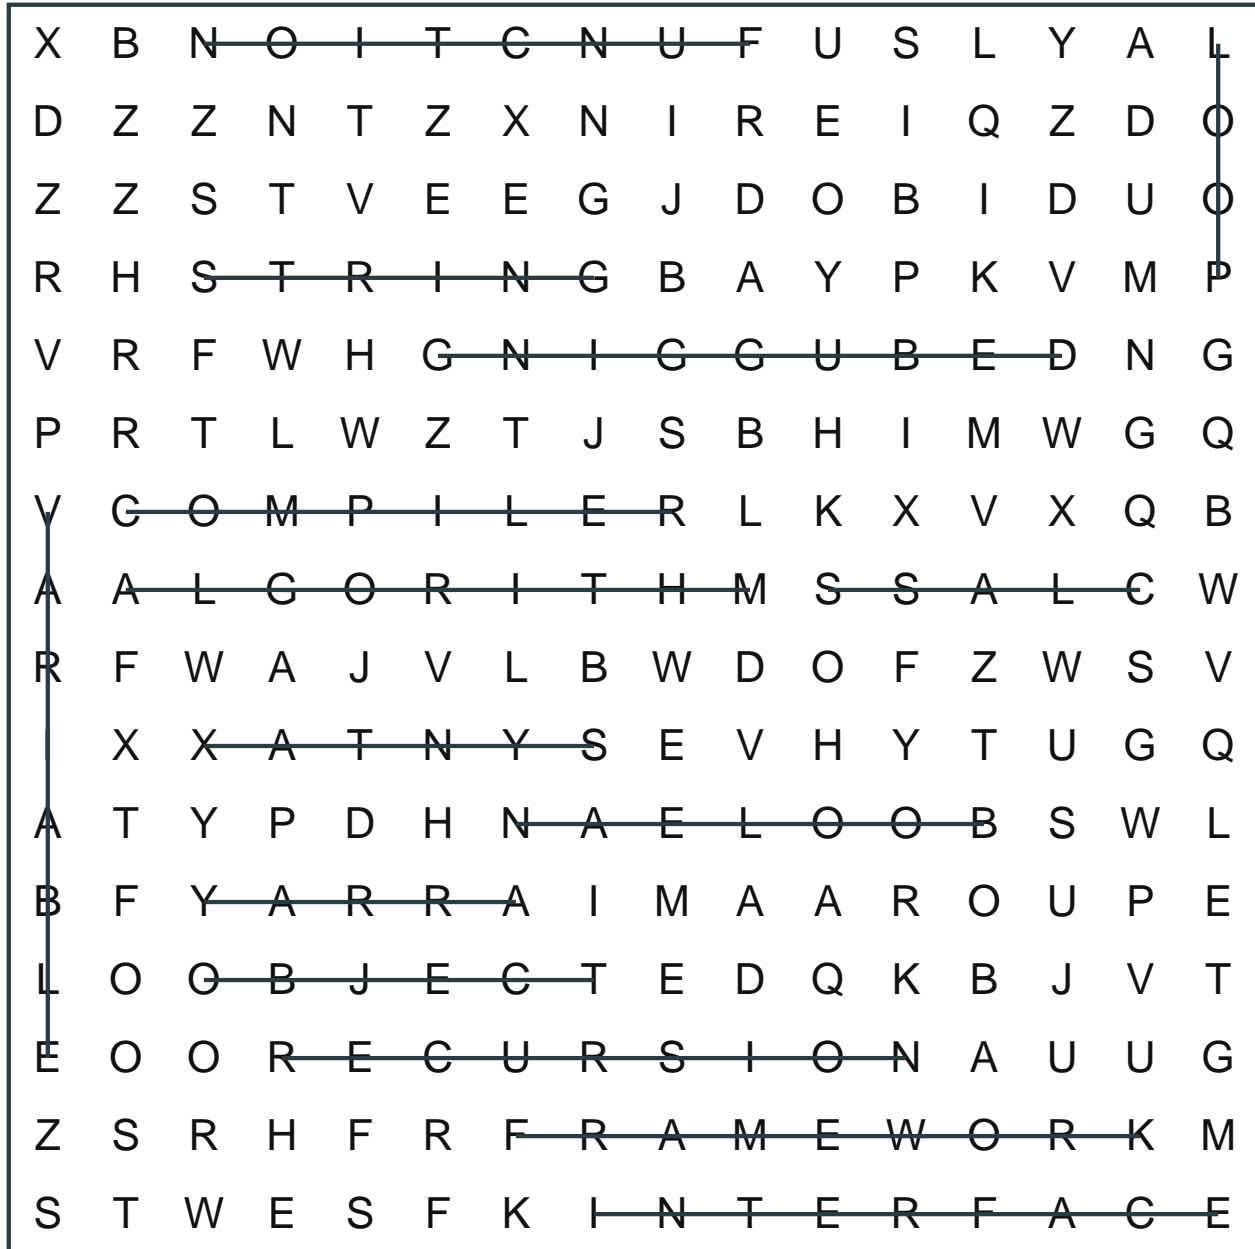 X B N O I T C N U F U S L Y A L
D Z Z N T Z X N I R E I Q Z D O
Z Z S T V E E G J D O B I D U O
R H S T R I N G B A Y P K V M P
V R F W H G N I G G U B E D N G
P R T L W Z T J S B H I M W G Q
V C O M P I L E R L K X V X Q B
A A L G O R I T H M S S A L C W
R F W A J V L B W D O F Z W S V
I X X A T N Y S E V H Y T U G Q
A T Y P D H N A E L O O B S W L
B F Y A R R A I M A A R O U P E
L O O B J E C T E D Q K B J V T
E O O R E C U R S I O N A U U G
Z S R H F R F R A M E W O R K M
S T W E S F K I N T E R F A C E